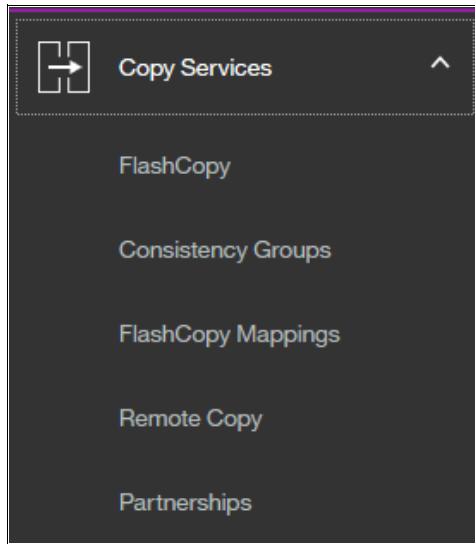 Copy Services
FlashCopy
Consistency Groups
FlashCopy Mappings
Remote Copy
Partnerships